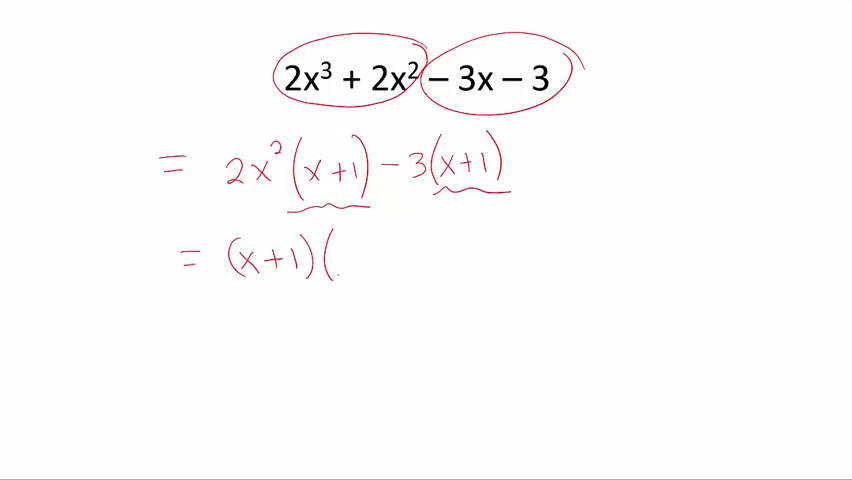 2x³ + 2x² – 3x – 3
= 2x²(x+1) – 3(x+1)
= (x+1)(